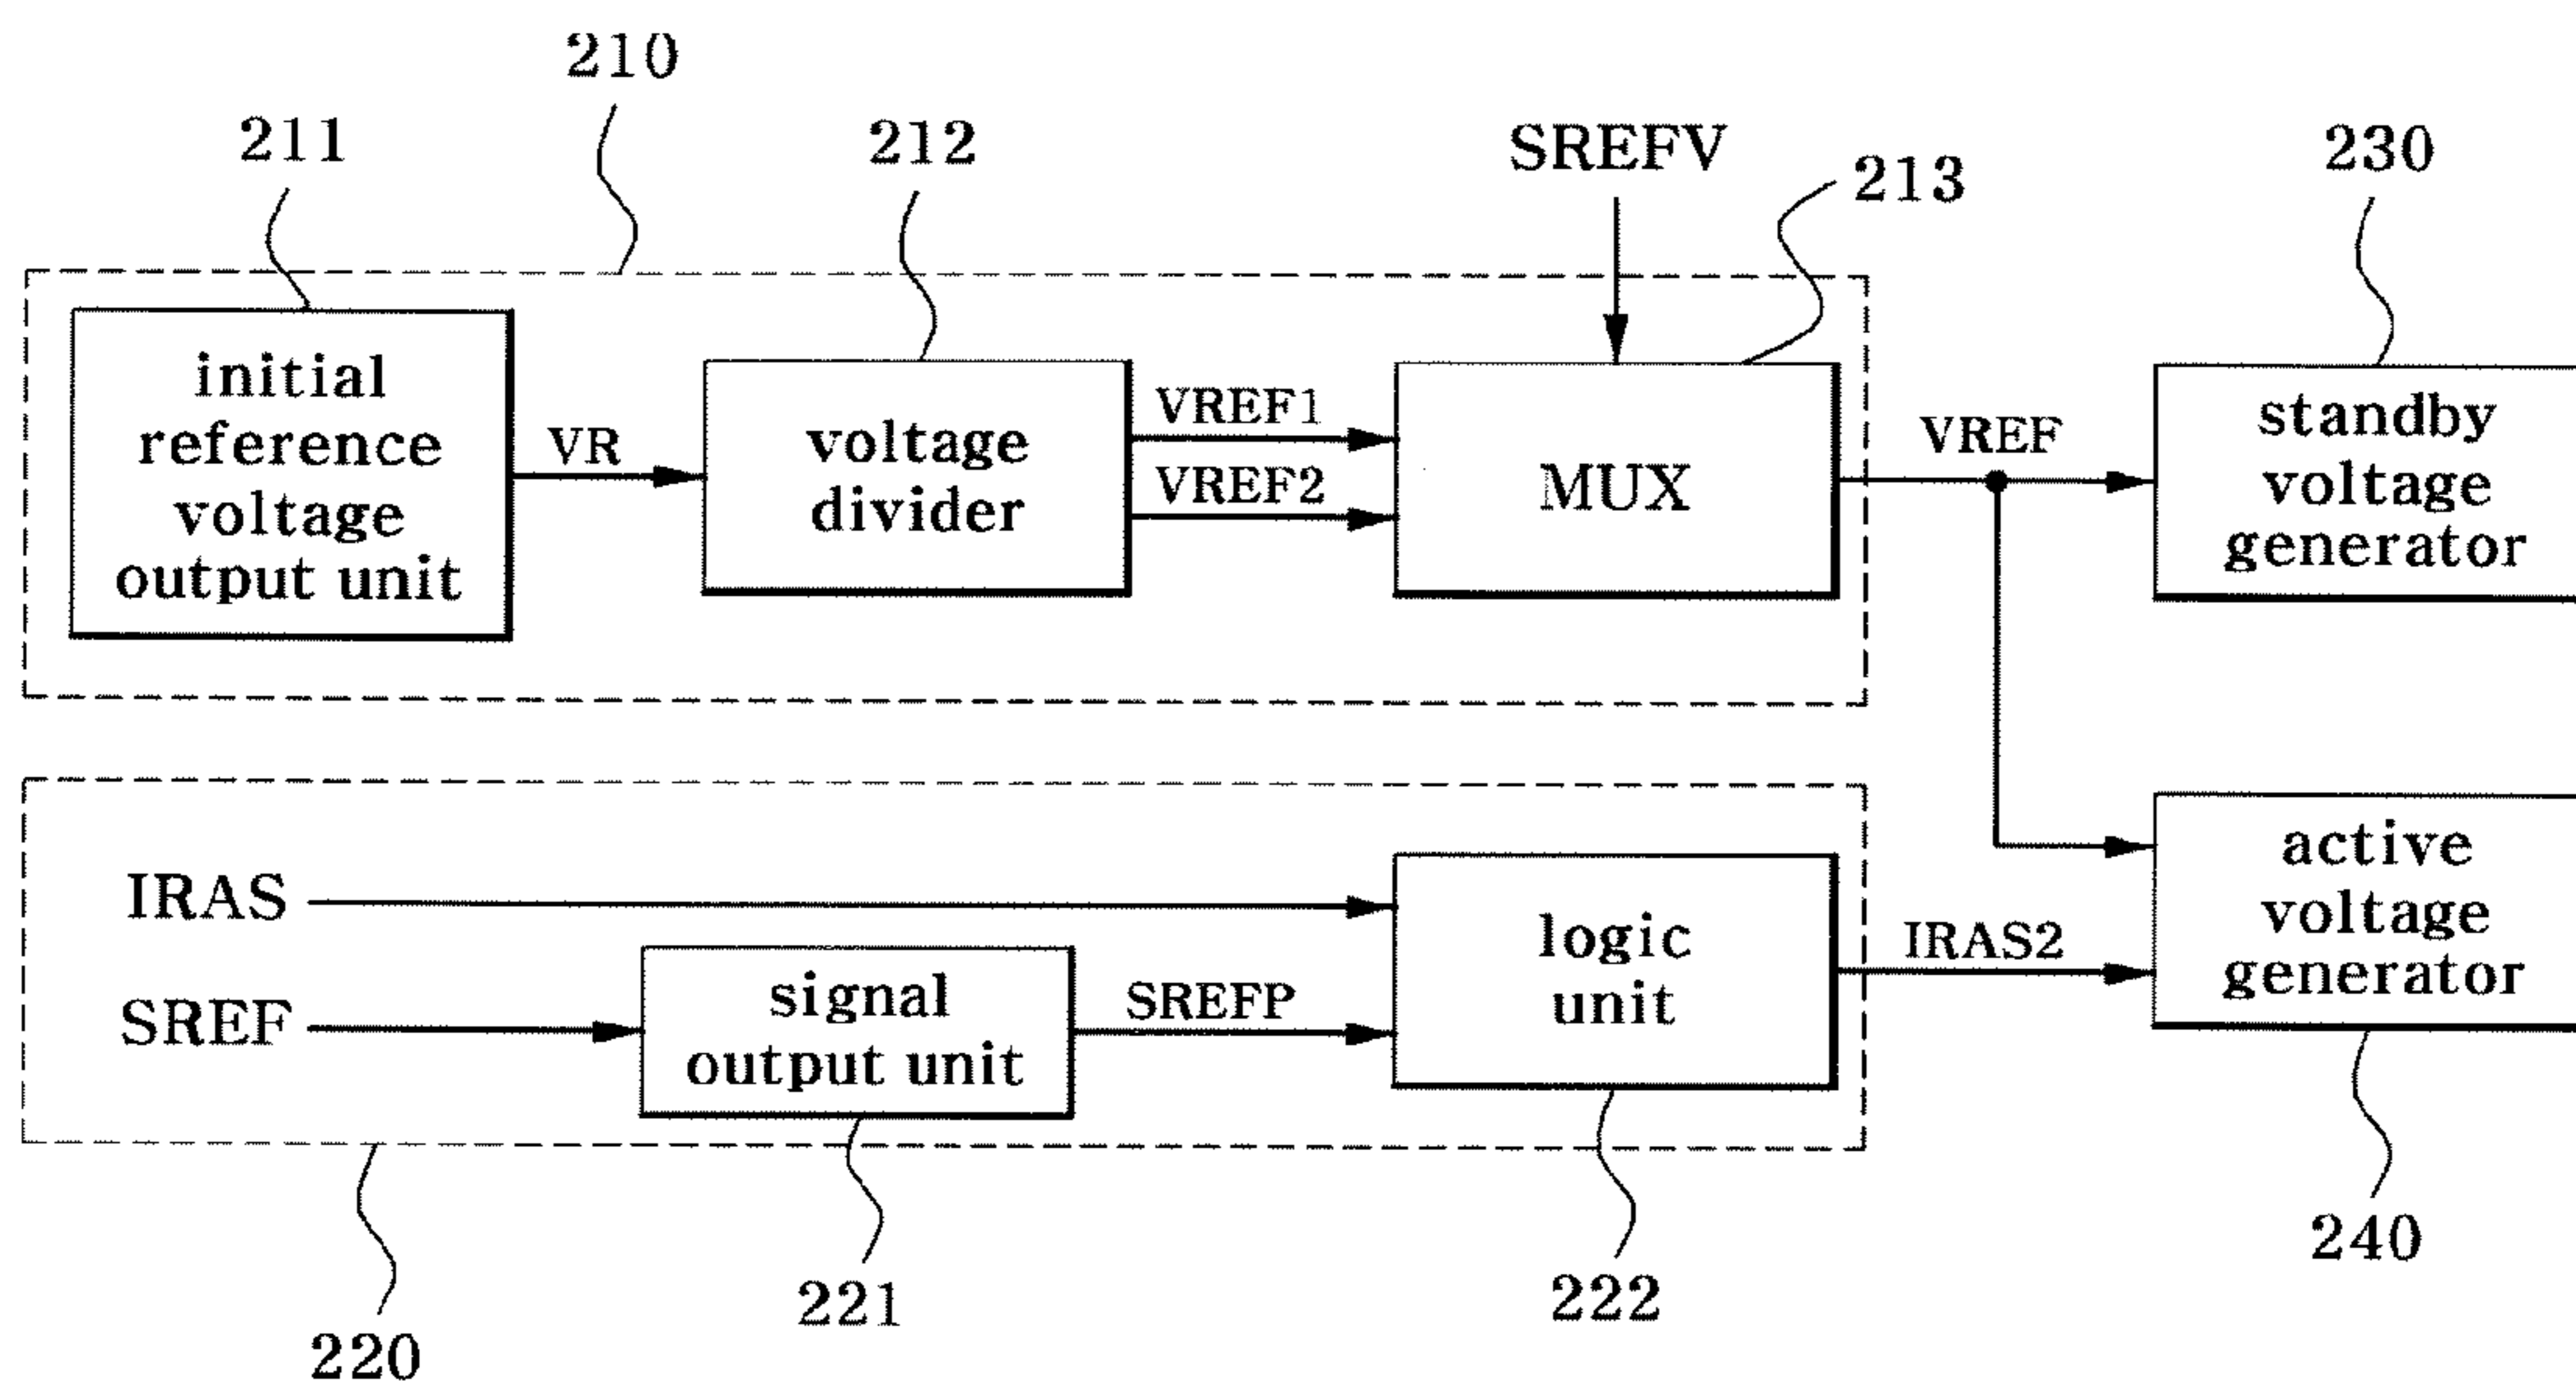 210
211
212
SREFV
213
230
initial
reference
voltage
output unit
VR
voltage
divider
VREF1
VREF2
MUX
VREF
standby
voltage
generator
IRAS
SREF
signal
output unit
SREFP
logic
unit
IRAS2
active
voltage
generator
220
221
222
240